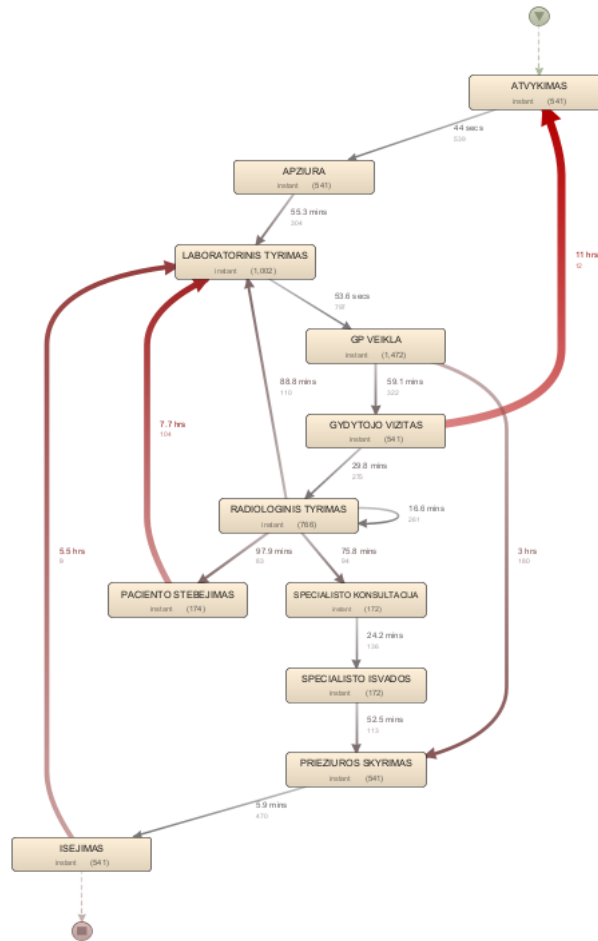 ATVYKIMAS
instant (541)
44 secs
539
APZIURA
instant (541)
55.3 mins
304
LABORATORINIS TYRIMAS
instant (1,002)
53.6 secs
787
GP VEIKLA
instant (1,472)
11 hrs
12
88.8 mins
110
59.1 mins
322
7.7 hrs
104
GYDYTOJO VIZITAS
instant (541)
29.8 mins
275
RADIOLOGINIS TYRIMAS
instant (766)
16.6 mins
261
5.5 hrs
9
97.9 mins
83
75.8 mins
94
3 hrs
180
PACIENTO STEBEJIMAS
instant (174)
SPECIALISTO KONSULTACIJA
instant (172)
24.2 mins
136
SPECIALISTO ISVADOS
instant (172)
52.5 mins
113
PRIEZIUROS SKYRIMAS
instant (541)
5.9 mins
470
ISEJIMAS
instant (541)